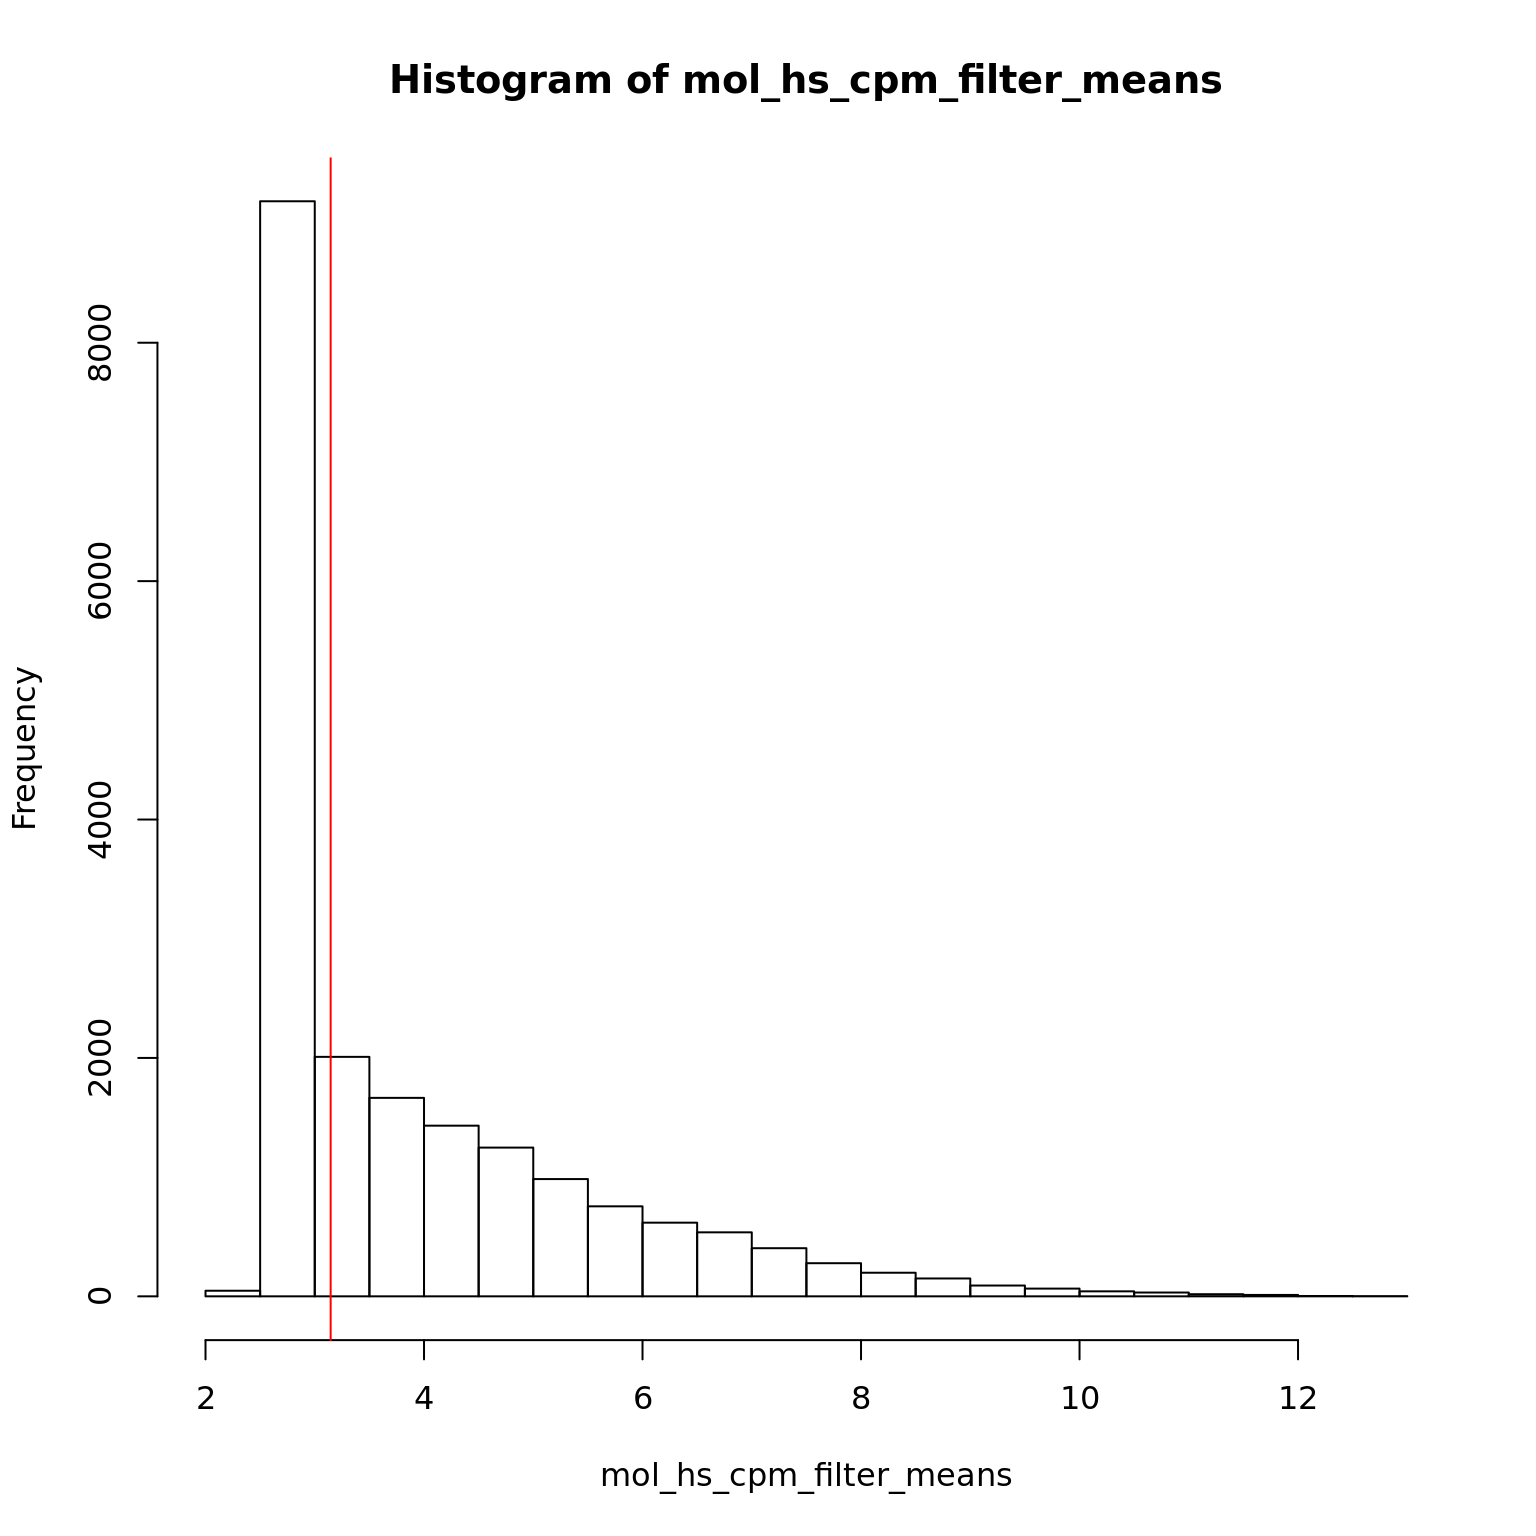 Histogram of mol_hs_cpm_filter_means
Frequency
8000
6000
4000
2000
0
2 4 6 8 10 12
mol_hs_cpm_filter_means